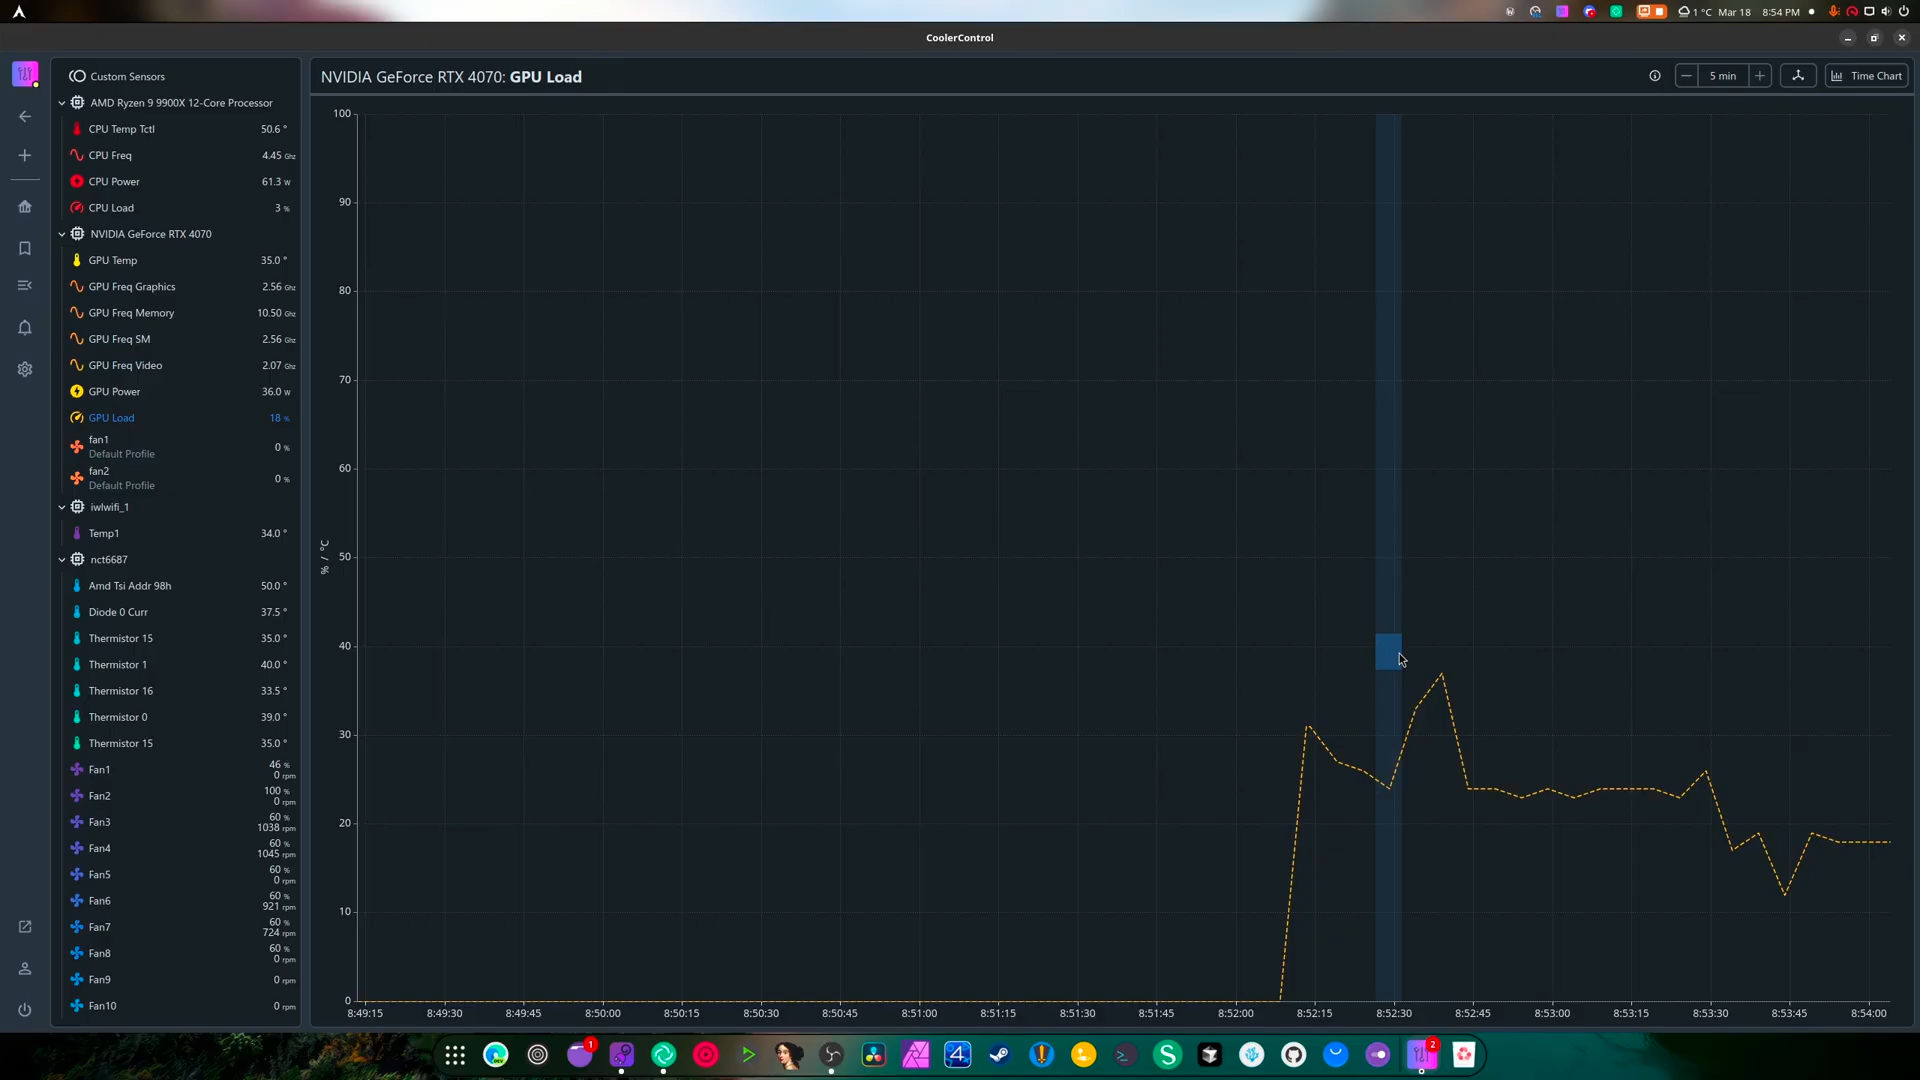 1 °C Mar 18 8:54 PM
CoolerControl
Custom Sensors
AMD Ryzen 9 9900X 12-Core Processor
CPU Temp Tctl 50.6 °
CPU Freq 4.45 Ghz
CPU Power 61.3 W
CPU Load 3 %
NVIDIA GeForce RTX 4070
GPU Temp 35.0 °
GPU Freq Graphics 2.56 Ghz
GPU Freq Memory 10.50 Ghz
GPU Freq SM 2.56 Ghz
GPU Freq Video 2.07 Ghz
GPU Power 36.0 W
GPU Load 18 %
fan1
Default Profile 0 %
fan2
Default Profile 0 %
iwlwifi_1
Temp1 34.0 °
nct6687
Amd Tsi Addr 98h 50.0 °
Diode 0 Curr 37.5 °
Thermistor 15 35.0 °
Thermistor 1 40.0 °
Thermistor 16 33.5 °
Thermistor 0 39.0 °
Thermistor 15 35.0 °
Fan1 46 %
0 rpm
Fan2 100 %
0 rpm
Fan3 60 %
1038 rpm
Fan4 60 %
1045 rpm
Fan5 60 %
0 rpm
Fan6 60 %
921 rpm
Fan7 60 %
724 rpm
Fan8 60 %
0 rpm
Fan9 0 rpm
Fan10 0 rpm
NVIDIA GeForce RTX 4070: GPU Load
5 min
Time Chart
100
90
80
70
60
50
40
30
20
10
0
% / °C
8:49:15 8:49:30 8:49:45 8:50:00 8:50:15 8:50:30 8:50:45 8:51:00 8:51:15 8:51:30 8:51:45 8:52:00 8:52:15 8:52:30 8:52:45 8:53:00 8:53:15 8:53:30 8:53:45 8:54:00
DEV 1 4 S 2